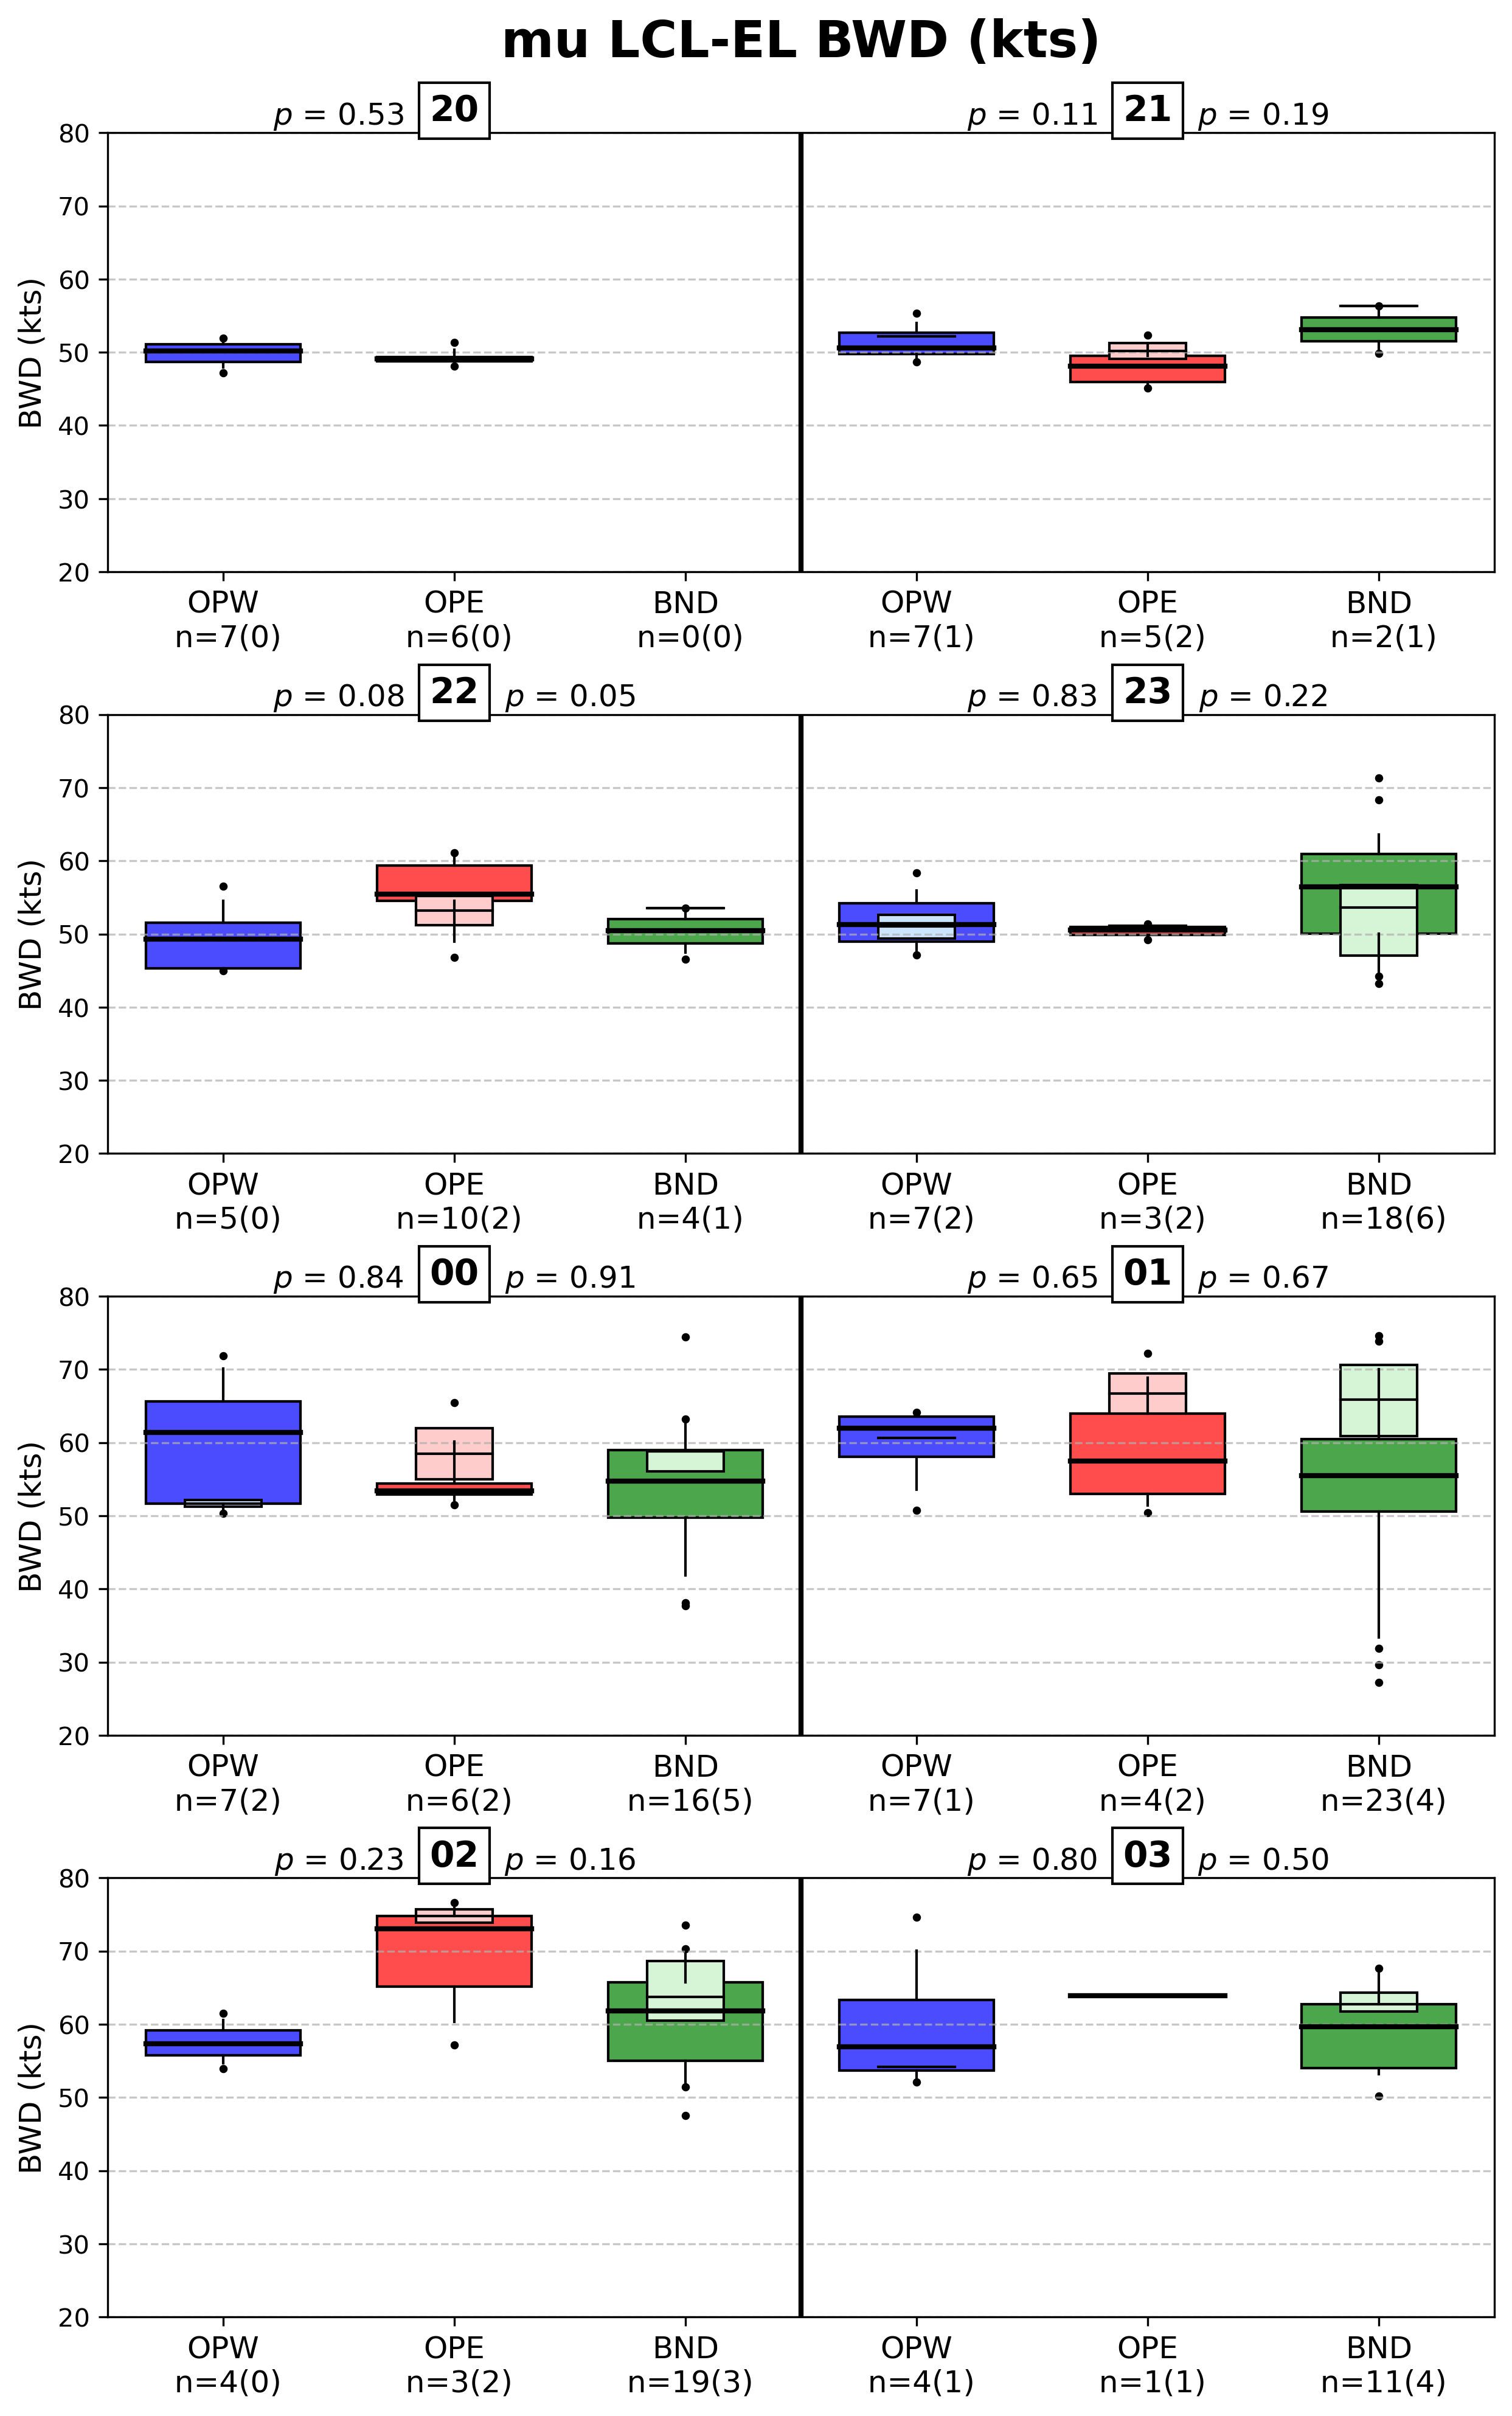 mu LCL-EL BWD (kts)
p = 0.53 20
p = 0.11 21 p = 0.19
80
70
60
50
40
30
20
BWD (kts)
OPW OPE BND OPW OPE BND
n=7(0) n=6(0) n=0(0) n=7(1) n=5(2) n=2(1)
p = 0.08 22 p = 0.05
p = 0.83 23 p = 0.22
80
70
60
50
40
30
20
BWD (kts)
OPW OPE BND OPW OPE BND
n=5(0) n=10(2) n=4(1) n=7(2) n=3(2) n=18(6)
p = 0.84 00 p = 0.91
p = 0.65 01 p = 0.67
80
70
60
50
40
30
20
BWD (kts)
OPW OPE BND OPW OPE BND
n=7(2) n=6(2) n=16(5) n=7(1) n=4(2) n=23(4)
p = 0.23 02 p = 0.16
p = 0.80 03 p = 0.50
80
70
60
50
40
30
20
BWD (kts)
OPW OPE BND OPW OPE BND
n=4(0) n=3(2) n=19(3) n=4(1) n=1(1) n=11(4)